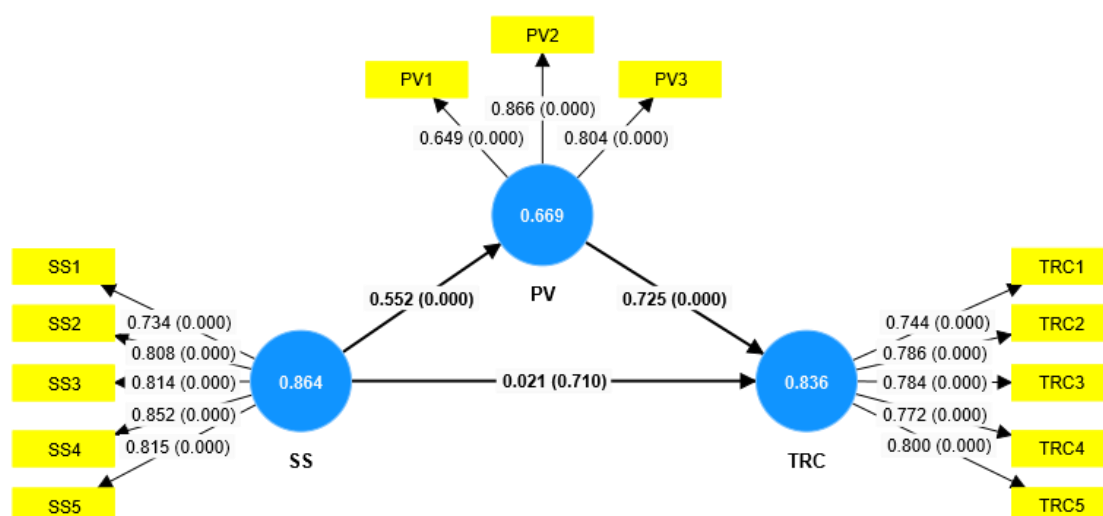 PV2
PV1
PV3
0.866 (0.000)
0.649 (0.000)
0.804 (0.000)
0.669
PV
SS1
SS2
SS3
SS4
SS5
0.734 (0.000)
0.808 (0.000)
0.814 (0.000)
0.852 (0.000)
0.815 (0.000)
0.864
SS
0.552 (0.000)
0.725 (0.000)
0.021 (0.710)
0.836
TRC
0.744 (0.000)
0.786 (0.000)
0.784 (0.000)
0.772 (0.000)
0.800 (0.000)
TRC1
TRC2
TRC3
TRC4
TRC5